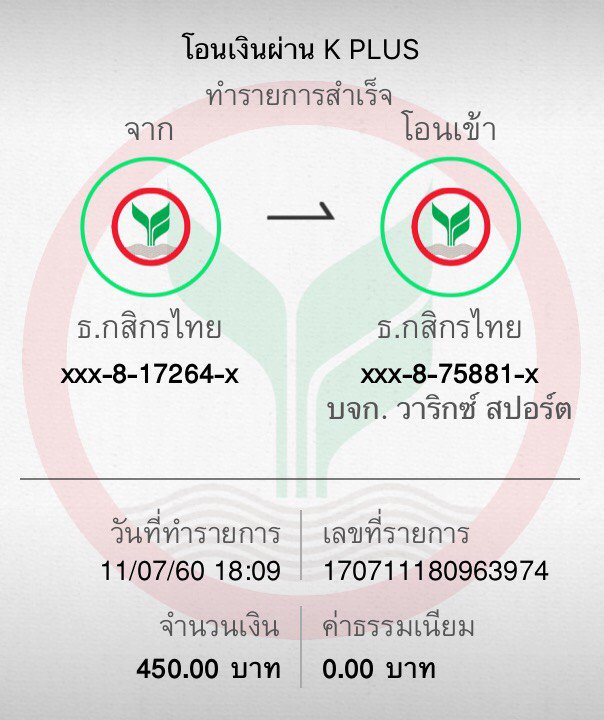 โอนเงินผ่าน K PLUS
ทำรายการสำเร็จ
จาก
โอนเข้า
ธ.กสิกรไทย
ธ.กสิกรไทย
xxx-8-17264-x
xxx-8-75881-x
บจก. วาริกซ์ สปอร์ต
วันที่ทำรายการ
11/07/60 18:09
เลขที่รายการ
170711180963974
จำนวนเงิน
450.00 บาท
ค่าธรรมเนียม
0.00 บาท